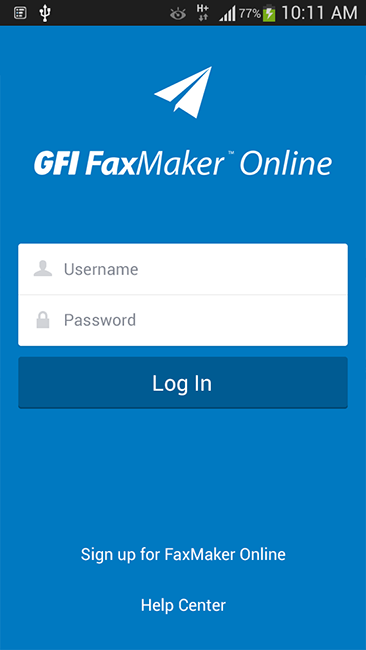 H+ 77% 10:11 AM
GFI FaxMaker™ Online
Username
Password
Log In
Sign up for FaxMaker Online
Help Center